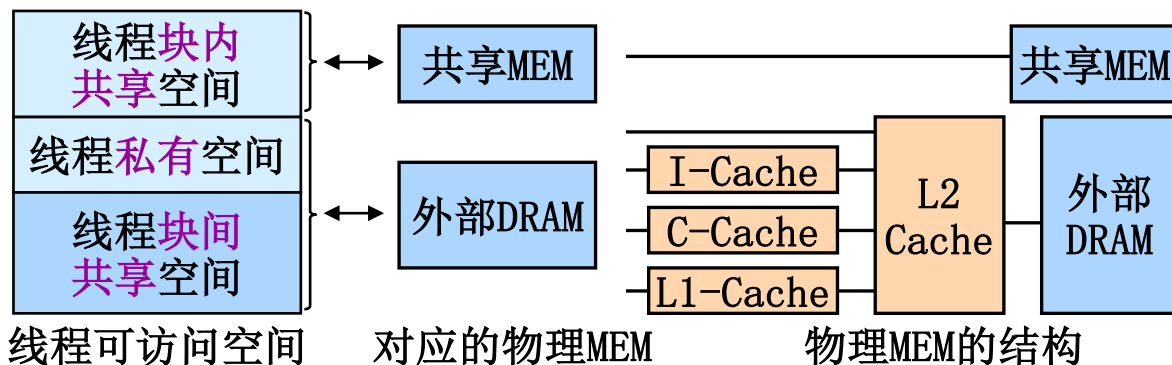 线程块内
共享空间
线程私有空间
线程块间
共享空间
线程可访问空间
共享MEM
外部DRAM
对应的物理MEM
共享MEM
I-Cache
C-Cache
L1-Cache
L2
Cache
外部
DRAM
物理MEM的结构